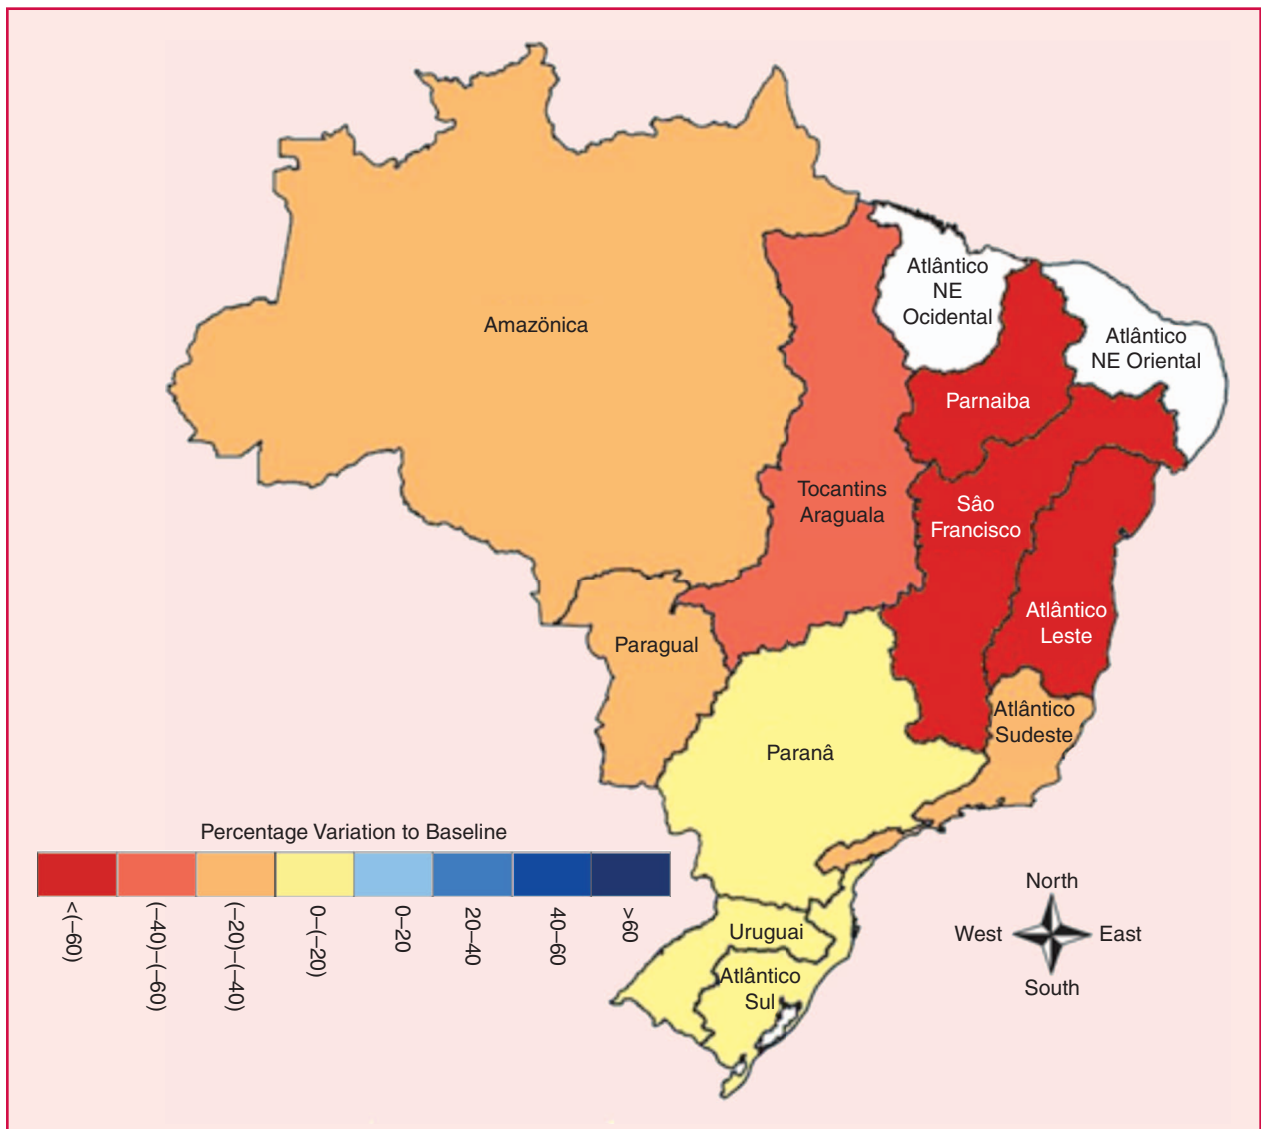 Atlântico
NE
Ocidental
Atlântico
NE Oriental
Amazönica
Parnaiba
Tocantins
Araguala
Sâo
Francisco
Atlântico
Leste
Paragual
Atlântico
Sudeste
Paranâ
Percentage Variation to Baseline
<(–60)
(–40)–(–60)
(–20)–(–40)
0–(–20)
0–20
20–40
40–60
>60
Uruguai
Atlântico
Sul
North
West
East
South